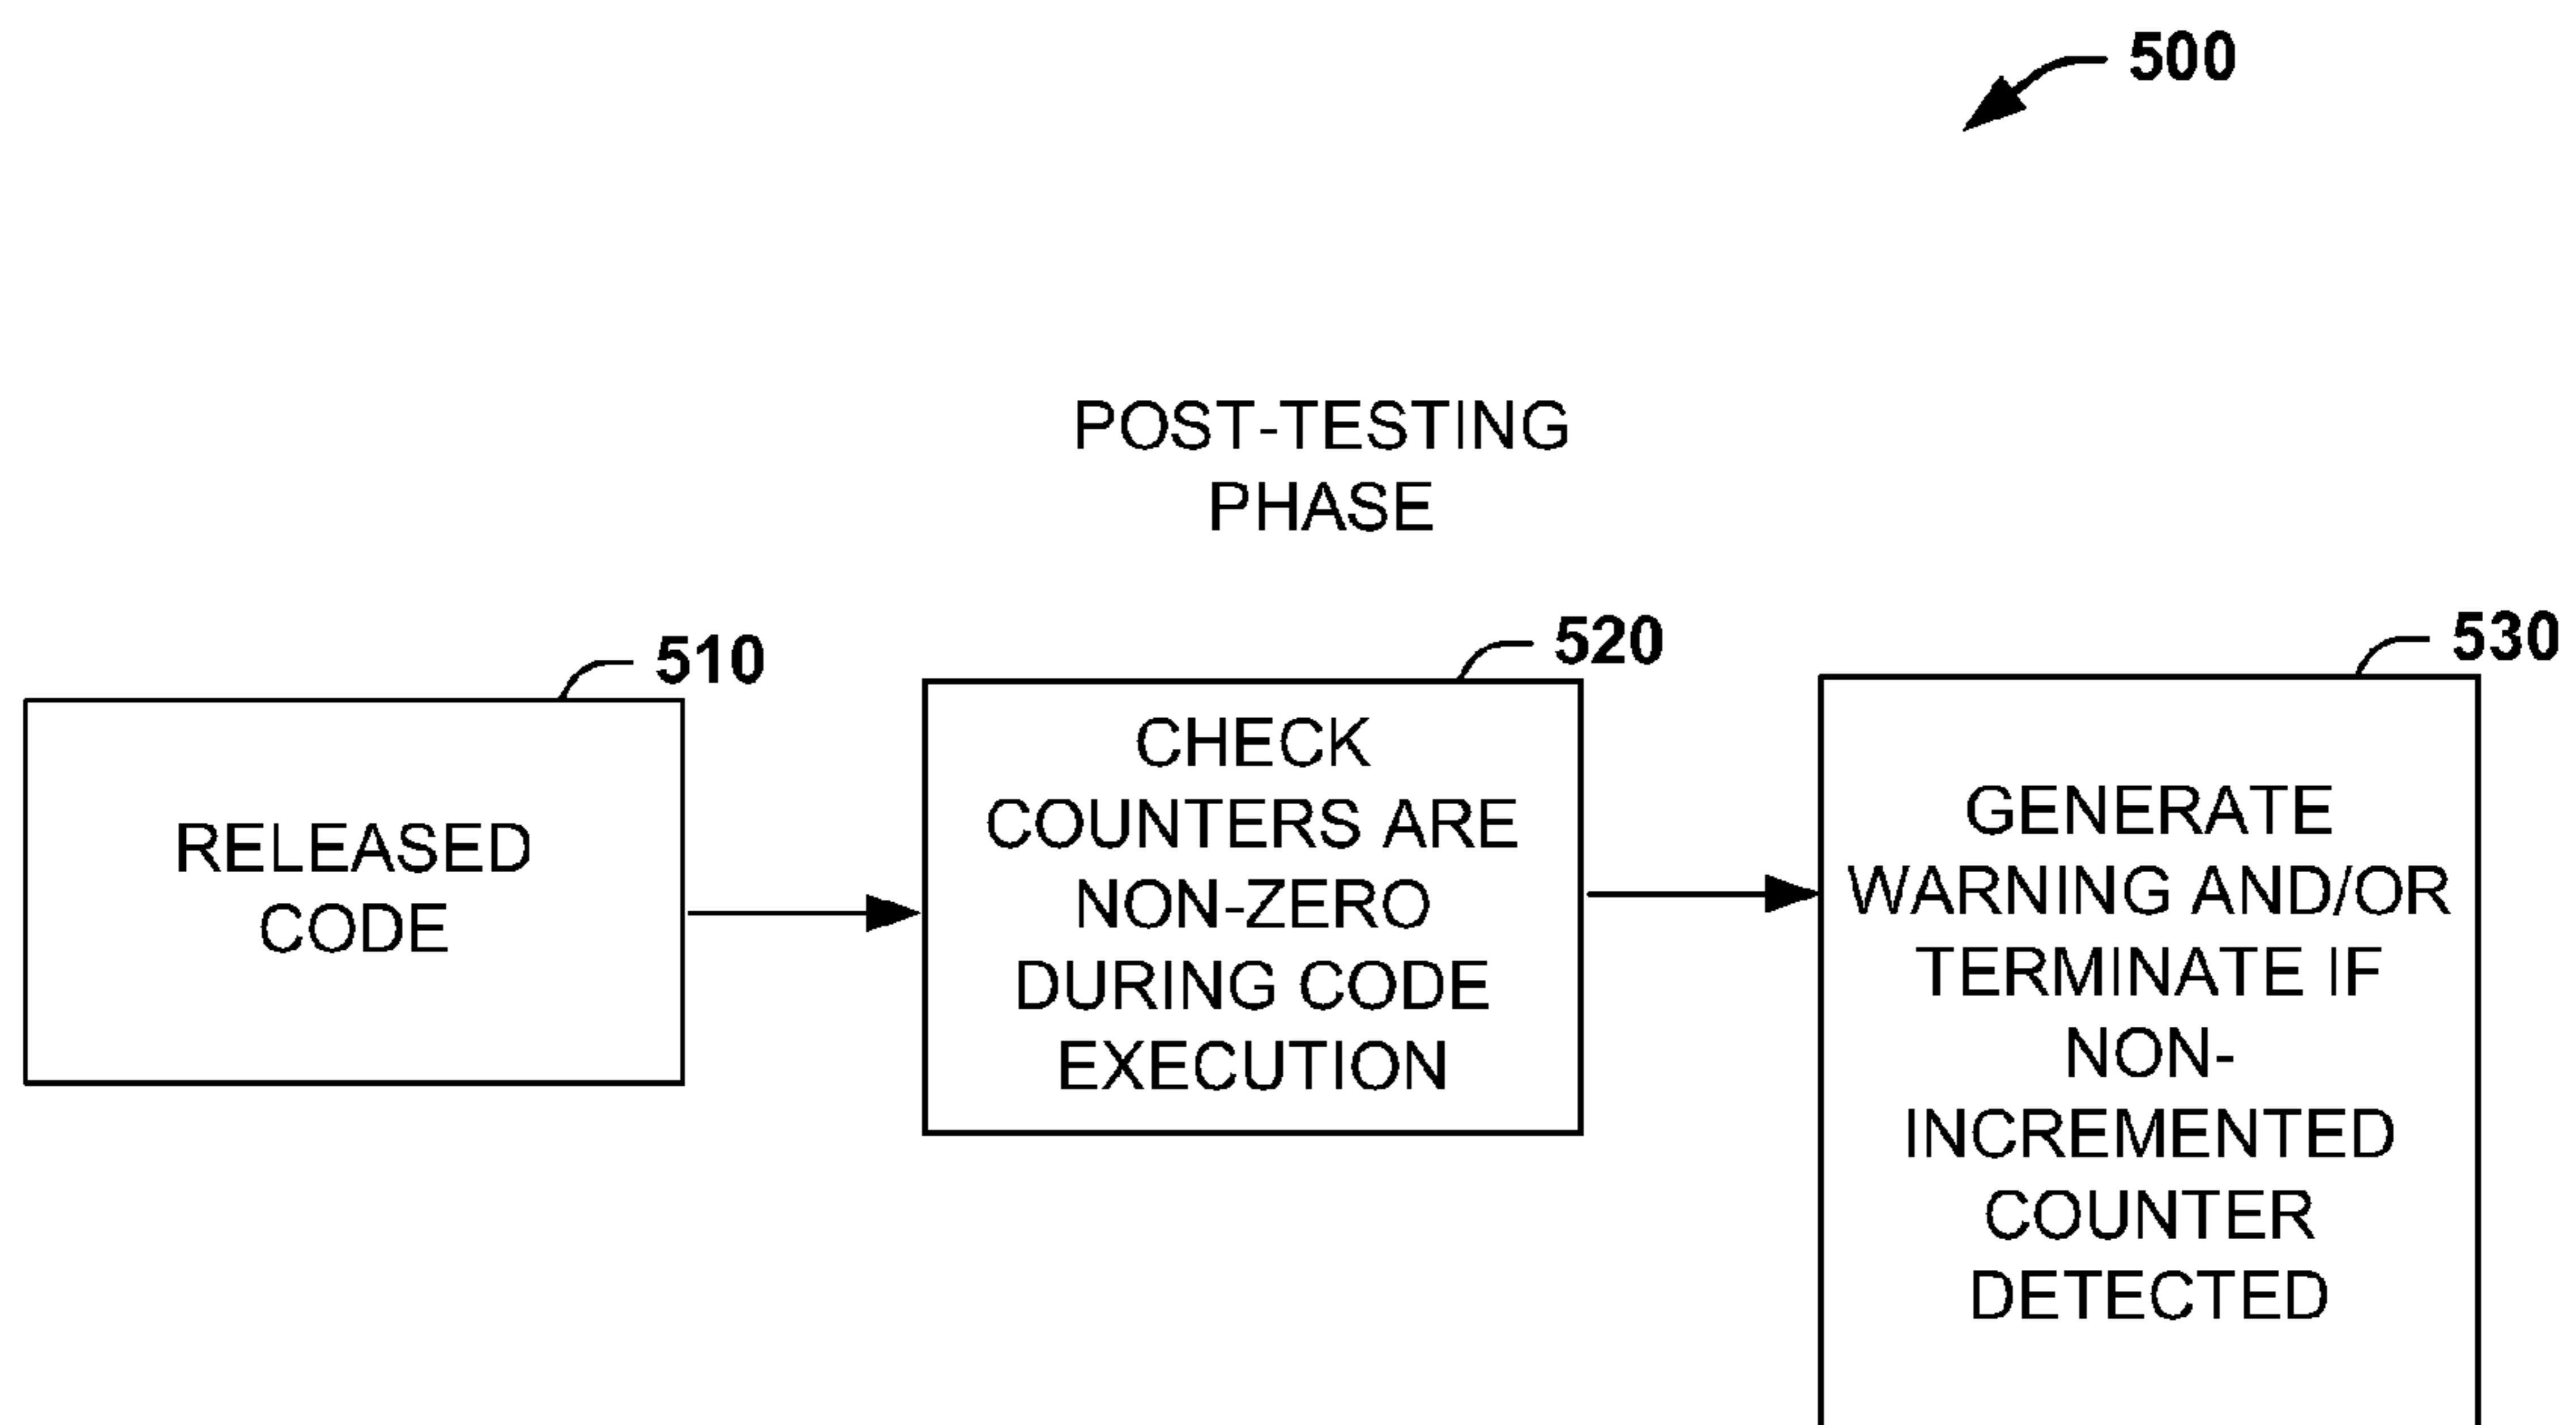 500
POST-TESTING
PHASE
510
RELEASED
CODE
520
CHECK
COUNTERS ARE
NON-ZERO
DURING CODE
EXECUTION
530
GENERATE
WARNING AND/OR
TERMINATE IF
NON-
INCREMENTED
COUNTER
DETECTED